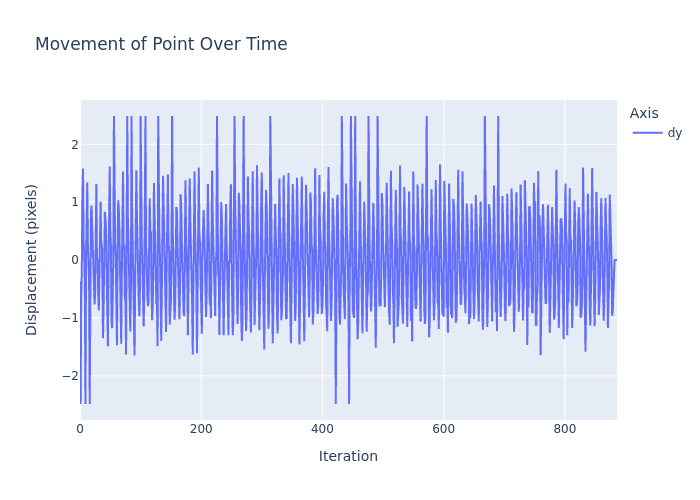 Movement of Point Over Time
Axis
dy
Displacement (pixels)
2
1
0
−1
−2
0
200
400
600
800
Iteration